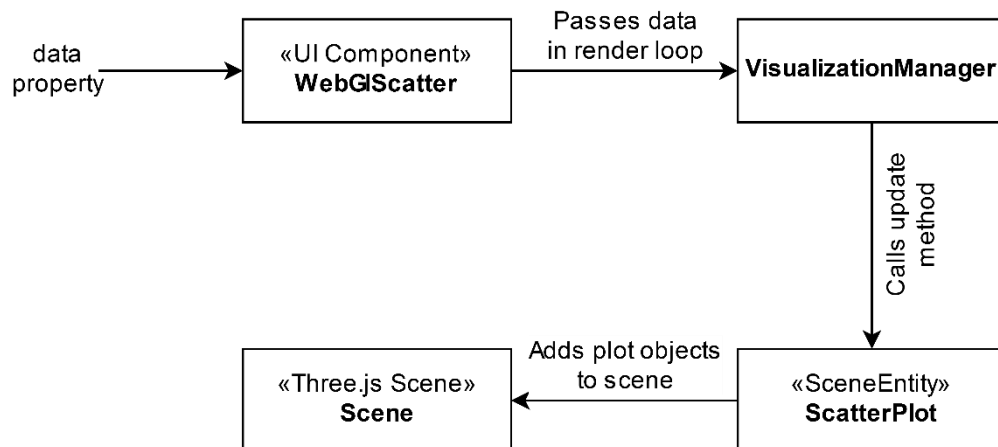 data
property
«UI Component»
WebGlScatter
Passes data
in render loop
VisualizationManager
Calls update
method
«SceneEntity»
ScatterPlot
Adds plot objects
to scene
«Three.js Scene»
Scene